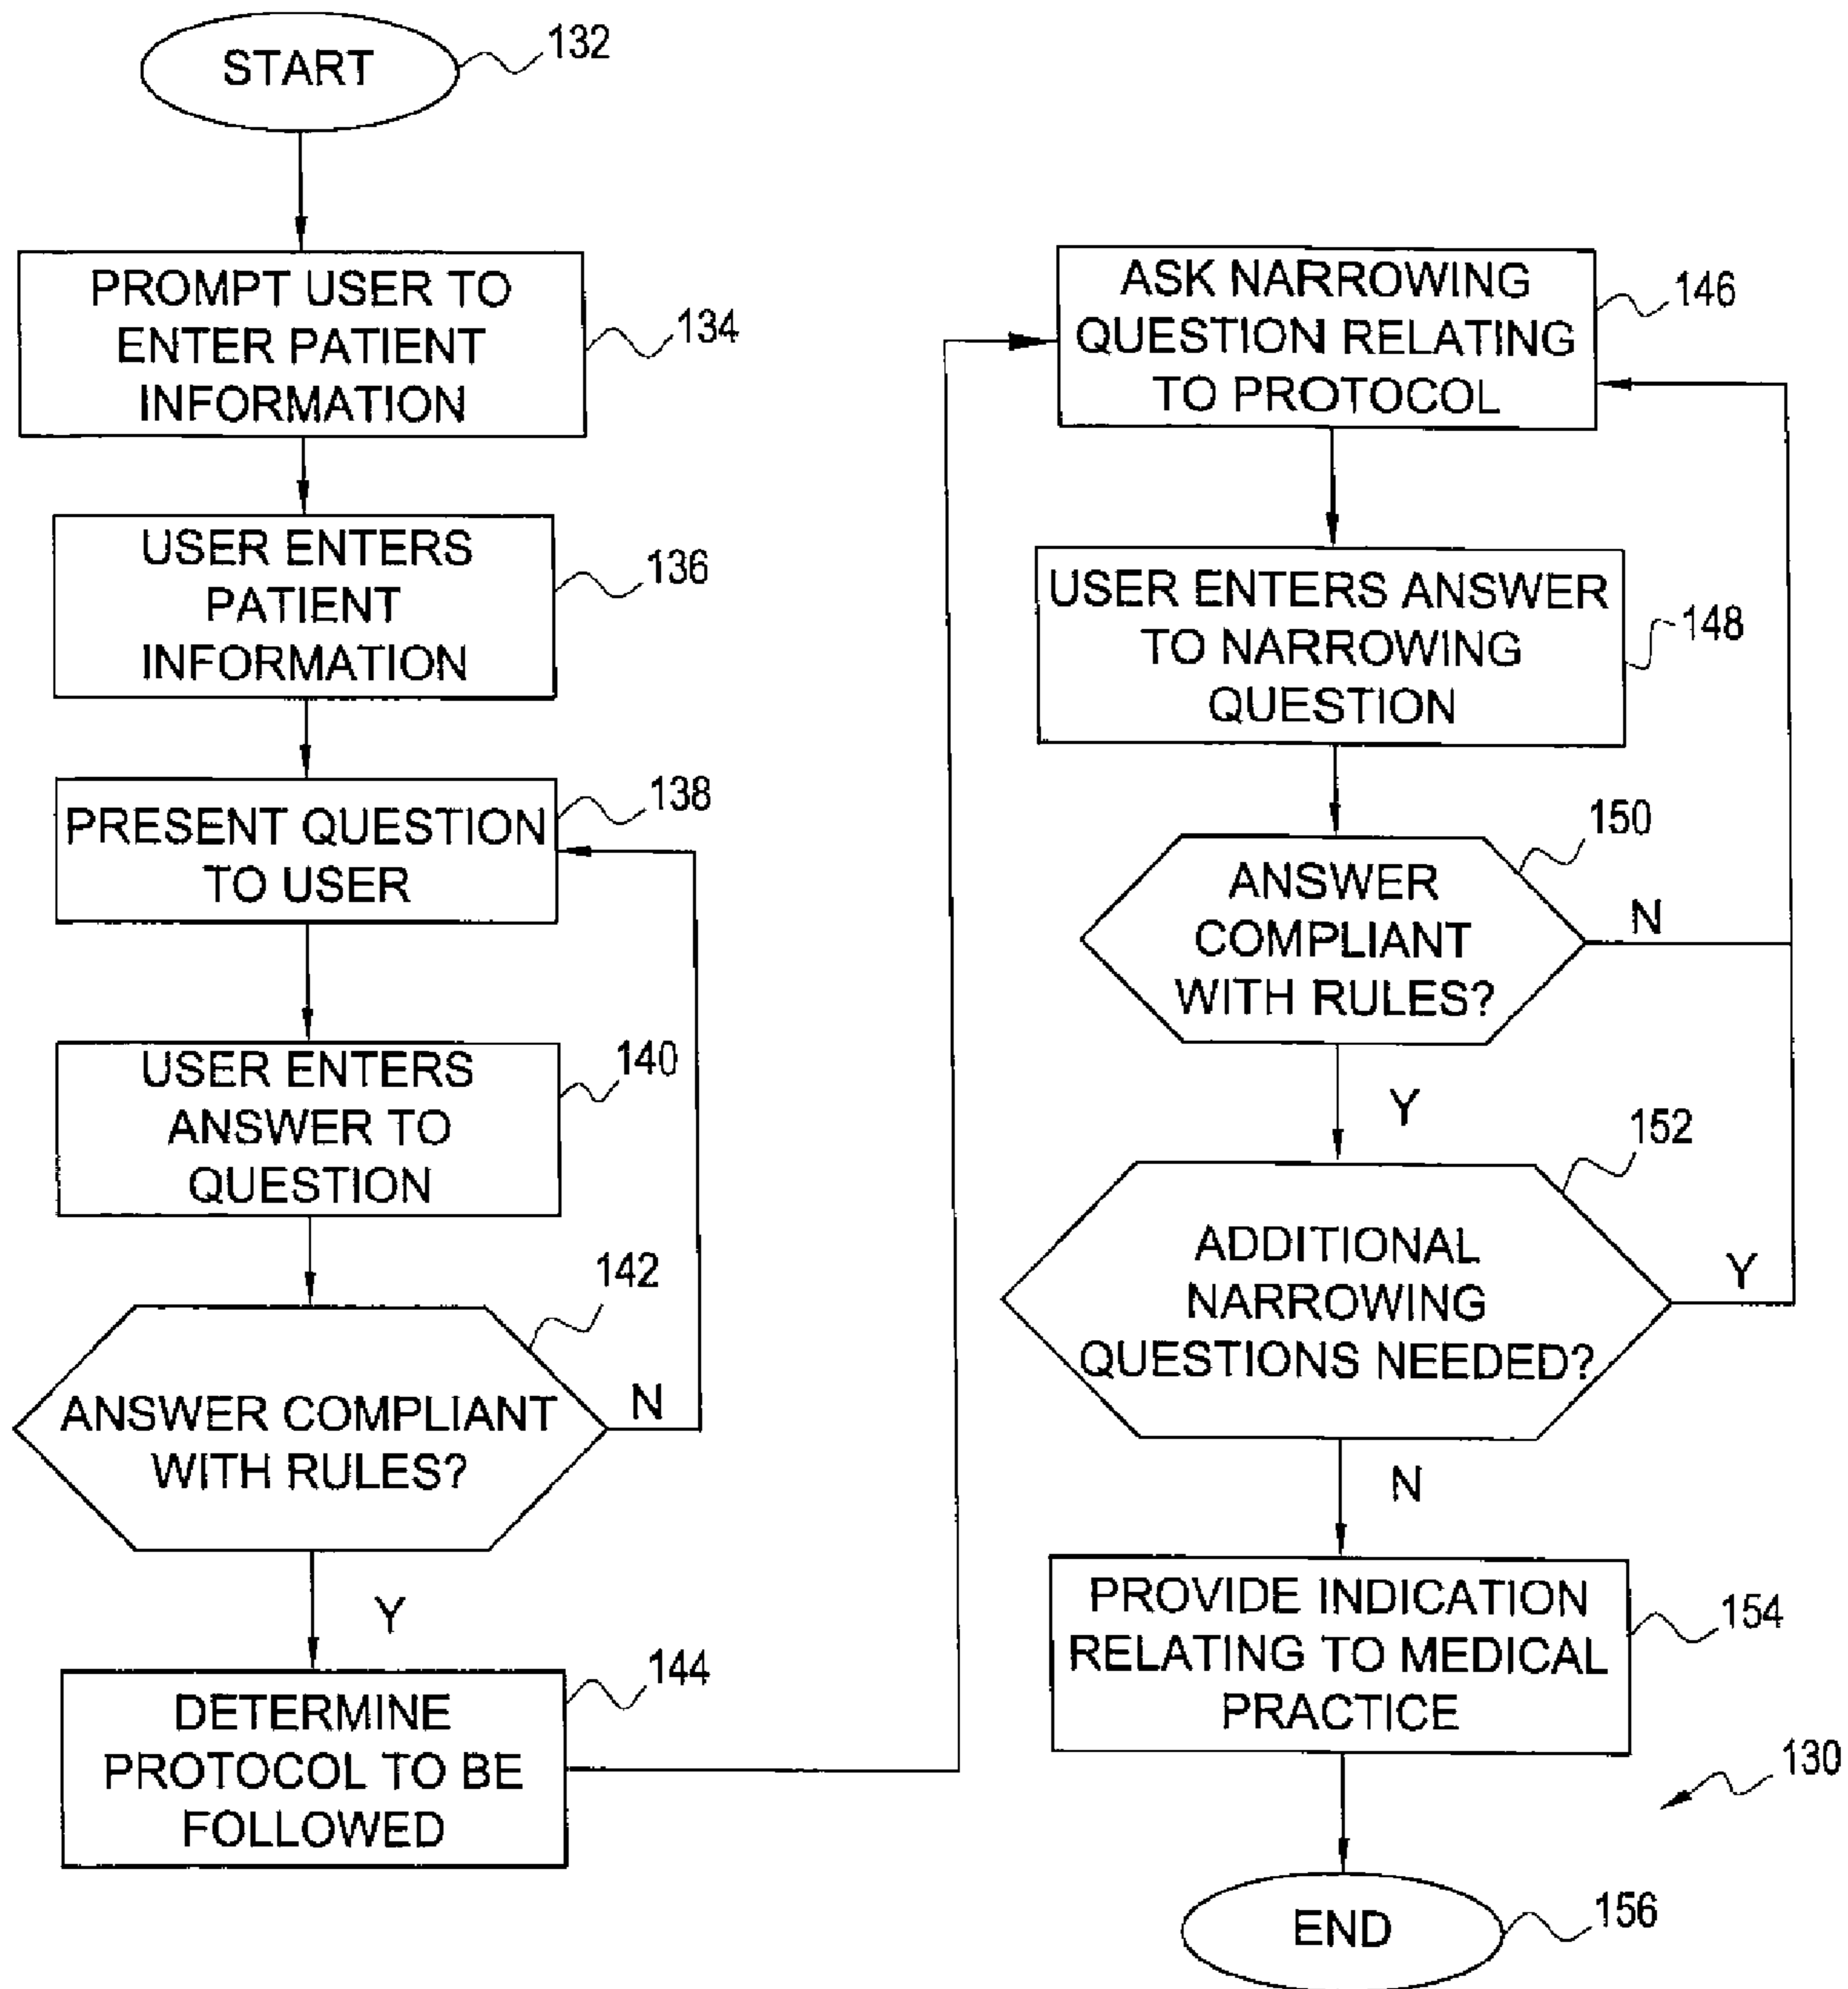 START
132
PROMPT USER TO
ENTER PATIENT
INFORMATION
134
USER ENTERS
PATIENT
INFORMATION
136
PRESENT QUESTION
TO USER
138
USER ENTERS
ANSWER TO
QUESTION
140
ANSWER COMPLIANT
WITH RULES?
142
N
Y
DETERMINE
PROTOCOL TO BE
FOLLOWED
144
ASK NARROWING
QUESTION RELATING
TO PROTOCOL
146
USER ENTERS ANSWER
TO NARROWING
QUESTION
148
ANSWER
COMPLIANT
WITH RULES?
150
N
Y
ADDITIONAL
NARROWING
QUESTIONS NEEDED?
152
Y
N
PROVIDE INDICATION
RELATING TO MEDICAL
PRACTICE
154
130
END
156